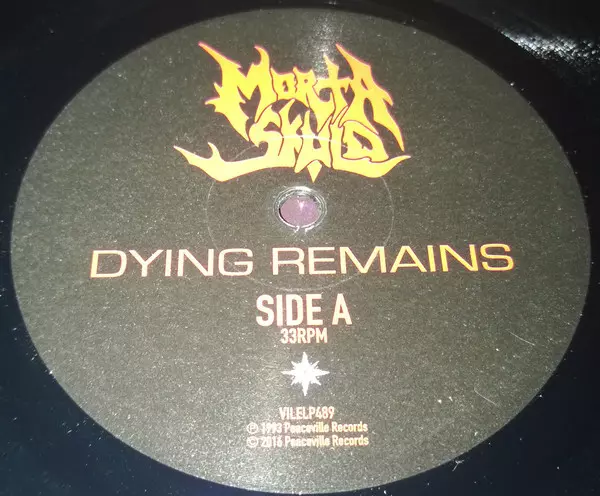 MORTA
SKULD
DYING REMAINS
SIDE A
33RPM
VILELP489
℗ 1993 Peaceville Records
© 2016 Peaceville Records